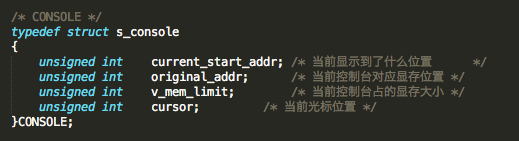 /* CONSOLE */
typedef struct s_console
{
    unsigned int    current_start_addr; /* 当前显示到了什么位置      */
    unsigned int    original_addr;      /* 当前控制台对应显存位置 */
    unsigned int    v_mem_limit;        /* 当前控制台占的显存大小 */
    unsigned int    cursor;         /* 当前光标位置 */
}CONSOLE;